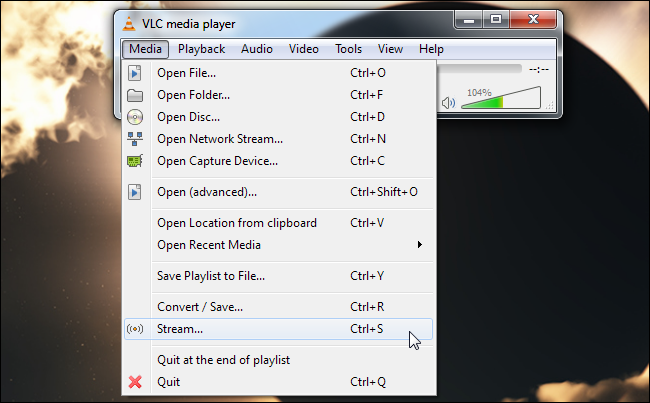 VLC media player
Media Playback Audio Video Tools View Help
Open File... Ctrl+O
--:--
Open Folder... Ctrl+F
104%
Open Disc... Ctrl+D
Open Network Stream... Ctrl+N
Open Capture Device... Ctrl+C
Open (advanced)... Ctrl+Shift+O
Open Location from clipboard Ctrl+V
Open Recent Media
Save Playlist to File... Ctrl+Y
Convert / Save... Ctrl+R
Stream... Ctrl+S
Quit at the end of playlist
Quit Ctrl+Q